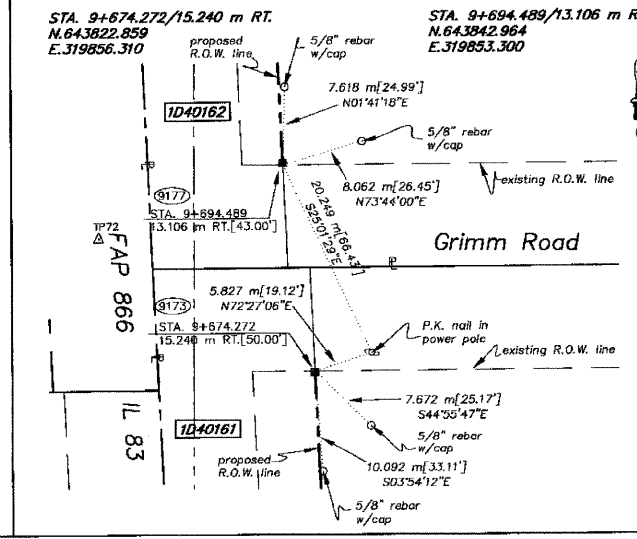 STA. 9+674.272/15.240 m RT.
N.643822.859
E.319856.310
STA. 9+694.489/13.106 m R
N.643842.964
E.319853.300
proposed
R.O.W. line
5/8" rebar
w/cap
7.618 m[24.99']
N01°41'18"E
1D40162
5/8" rebar
w/cap
8.062 m[26.45']
N73°44'00"E
existing R.O.W. line
9177
STA. 9+694.489
13.106 m RT.[43.00']
20.249 m[66.43']
S25°01'29"E
TP72
FAP 866
Grimm Road
5.827 m[19.12']
N72°27'06"E
9173
STA. 9+674.272
15.240 m RT.[50.00']
P.K. nail in
power pole
existing R.O.W. line
7.672 m[25.17']
S44°55'47"E
1D40161
IL 83
5/8" rebar
w/cap
proposed
R.O.W. line
10.092 m[33.11']
S03°54'12"E
5/8" rebar
w/cap